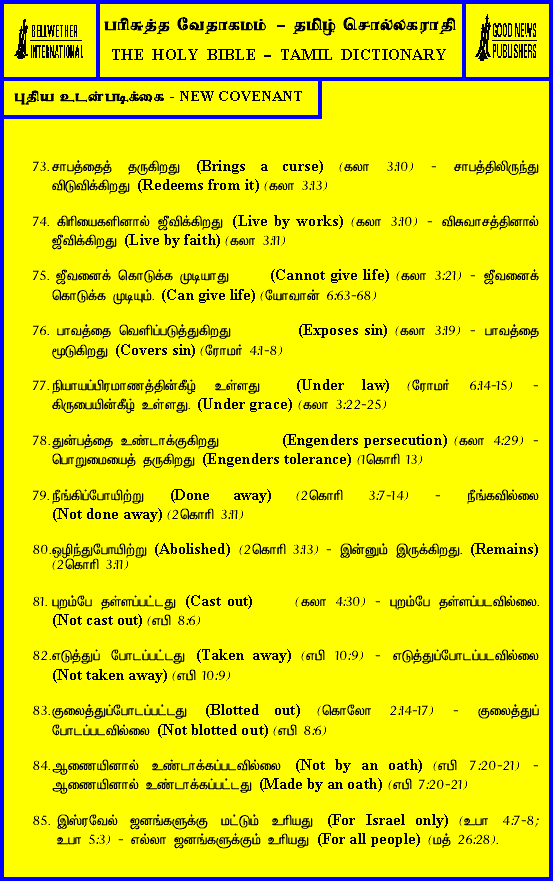 BELLWETHER
INTERNATIONAL
பரிசுத்த வேதாகமம் – தமிழ் சொல்லகராதி
THE HOLY BIBLE – TAMIL DICTIONARY
GOOD NEWS
PUBLISHERS
புதிய உடன்படிக்கை - NEW COVENANT
73. சாபத்தைத் தருகிறது (Brings a curse) (கலா 3:10) - சாபத்திலிருந்து
விடுவிக்கிறது (Redeems from it) (கலா 3:13)
74. கிரியைகளினால் ஜீவிக்கிறது (Live by works) (கலா 3:10) - விசுவாசத்தினால்
ஜீவிக்கிறது (Live by faith) (கலா 3:11)
75. ஜீவனைக் கொடுக்க முடியாது (Cannot give life) (கலா 3:21) - ஜீவனைக்
கொடுக்க முடியும். (Can give life) (யோவான் 6:63-68)
76. பாவத்தை வெளிப்படுத்துகிறது (Exposes sin) (கலா 3:19) - பாவத்தை
மூடுகிறது (Covers sin) (ரோமர் 4:1-8)
77. நியாயப்பிரமாணத்தின்கீழ் உள்ளது (Under law) (ரோமர் 6:14-15) -
கிருபையின்கீழ் உள்ளது. (Under grace) (கலா 3:22-25)
78. துன்பத்தை உண்டாக்குகிறது (Engenders persecution) (கலா 4:29) -
பொறுமையைத் தருகிறது (Engenders tolerance) (1கொரி 13)
79. நீங்கிப்போயிற்று (Done away) (2கொரி 3:7-14) - நீங்கவில்லை
(Not done away) (2கொரி 3:11)
80. ஒழிந்துபோயிற்று (Abolished) (2கொரி 3:13) - இன்னும் இருக்கிறது. (Remains)
(2கொரி 3:11)
81. புறம்பே தள்ளப்பட்டது (Cast out) (கலா 4:30) - புறம்பே தள்ளப்படவில்லை.
(Not cast out) (எபி 8:6)
82. எடுத்துப் போடப்பட்டது (Taken away) (எபி 10:9) - எடுத்துப்போடப்படவில்லை
(Not taken away) (எபி 10:9)
83. குலைத்துப்போடப்பட்டது (Blotted out) (கொலோ 2:14-17) - குலைத்துப்
போடப்படவில்லை (Not blotted out) (எபி 8:6)
84. ஆணையினால் உண்டாக்கப்படவில்லை (Not by an oath) (எபி 7:20-21) -
ஆணையினால் உண்டாக்கப்பட்டது (Made by an oath) (எபி 7:20-21)
85. இஸ்ரவேல் ஜனங்களுக்கு மட்டும் உரியது (For Israel only) (உபா 4:7-8;
உபா 5:3) - எல்லா ஜனங்களுக்கும் உரியது (For all people) (மத் 26:28).